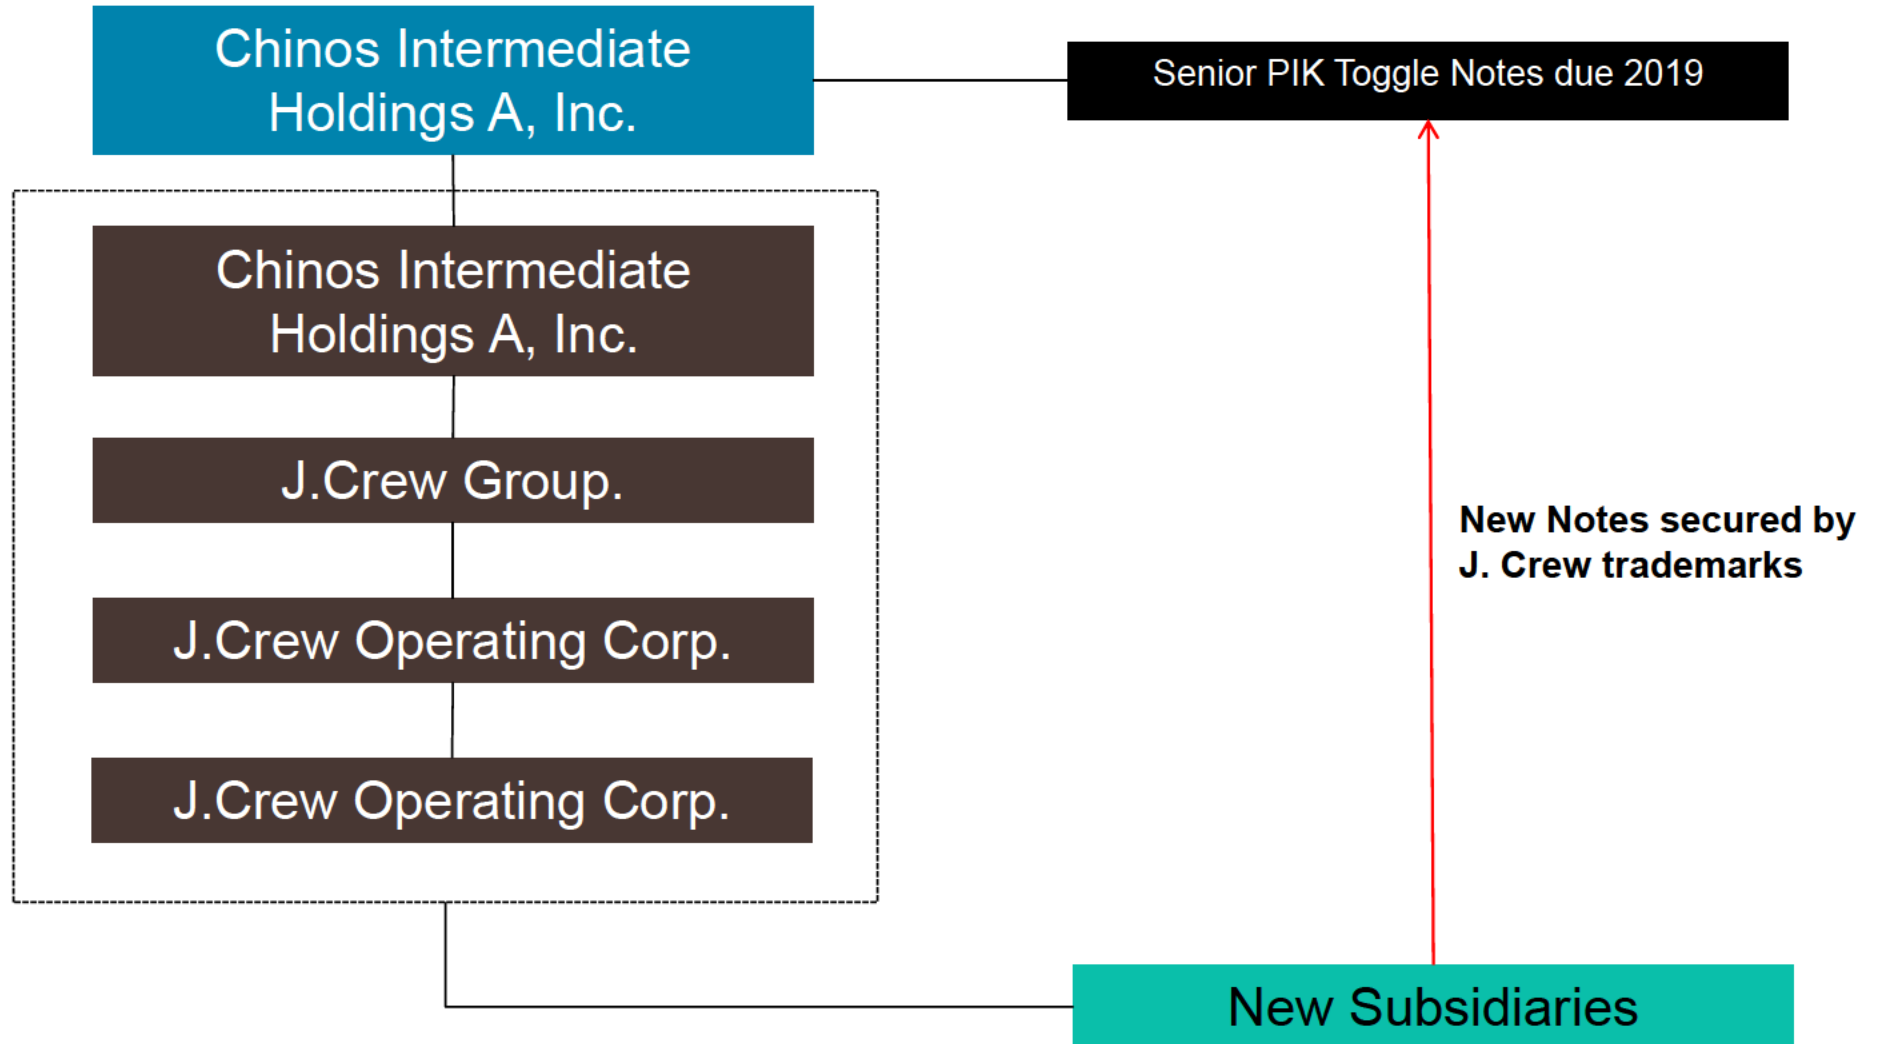 Chinos Intermediate
Holdings A, Inc.
Senior PIK Toggle Notes due 2019
Chinos Intermediate
Holdings A, Inc.
J.Crew Group.
New Notes secured by
J. Crew trademarks
J.Crew Operating Corp.
J.Crew Operating Corp.
New Subsidiaries